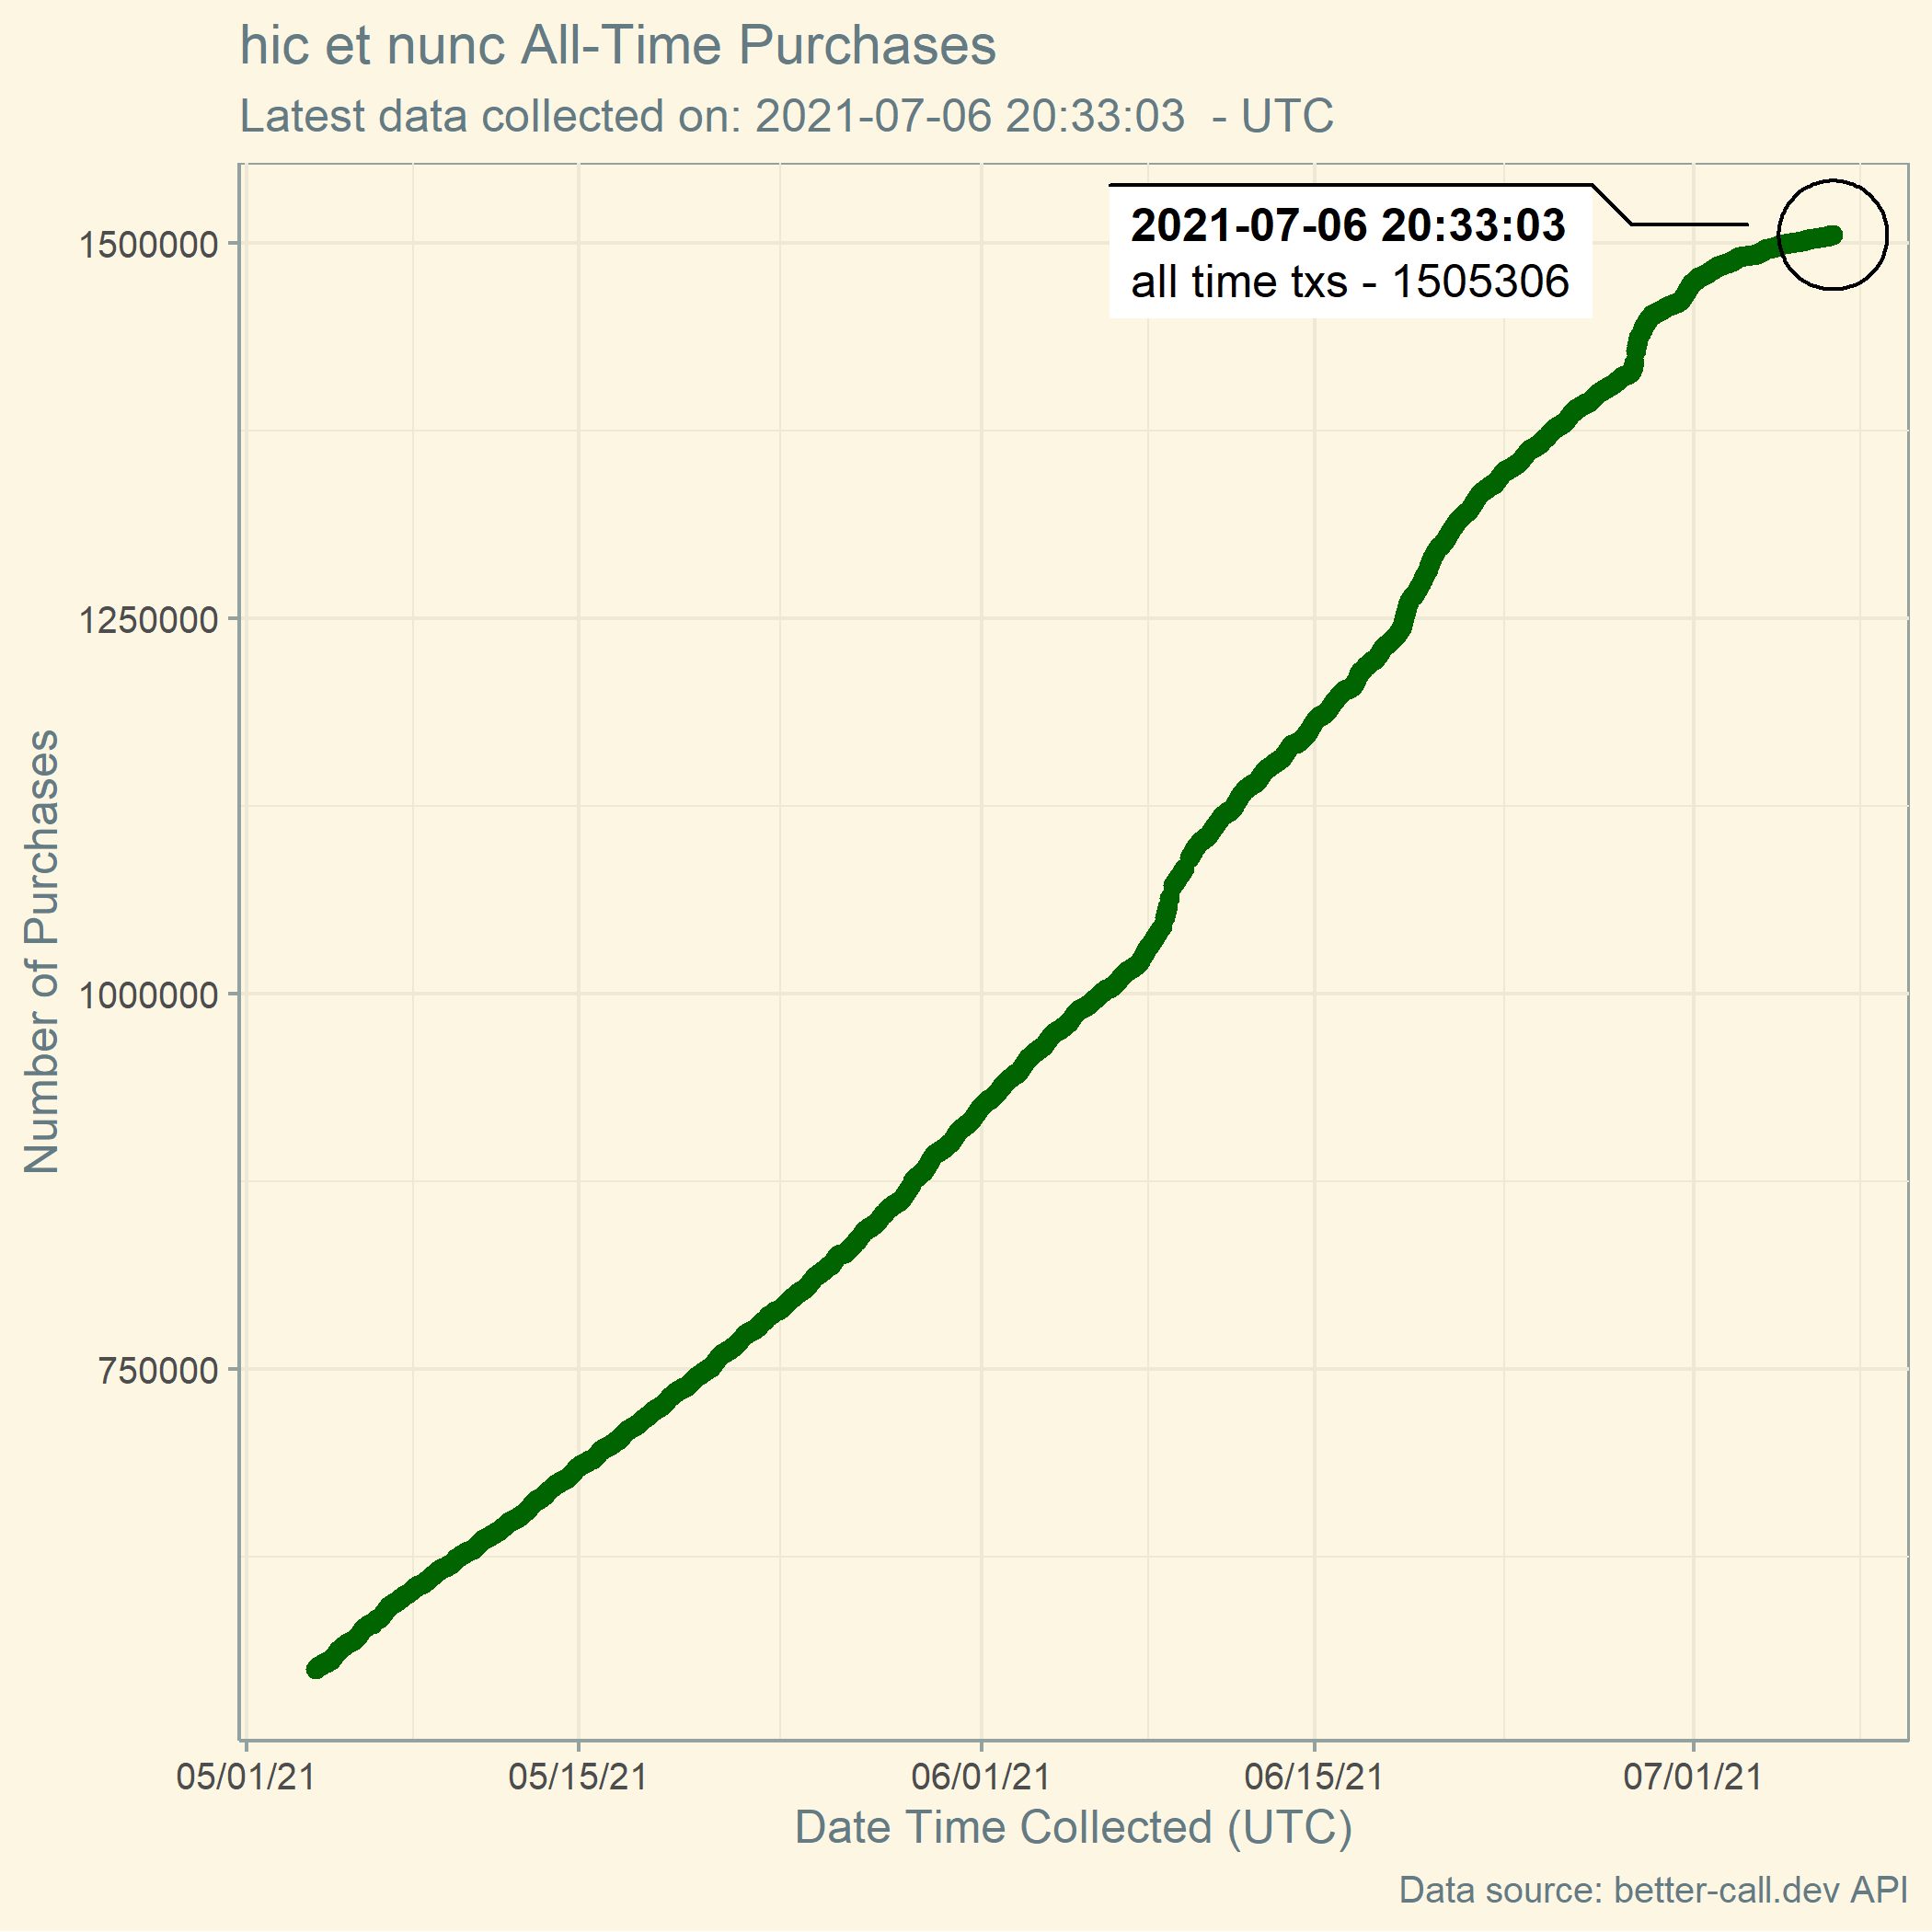 hic et nunc All-Time Purchases
Latest data collected on: 2021-07-06 20:33:03  - UTC
2021-07-06 20:33:03
all time txs - 1505306
1500000
1250000
1000000
750000
Number of Purchases
05/01/21
05/15/21
06/01/21
06/15/21
07/01/21
Date Time Collected (UTC)
Data source: better-call.dev API